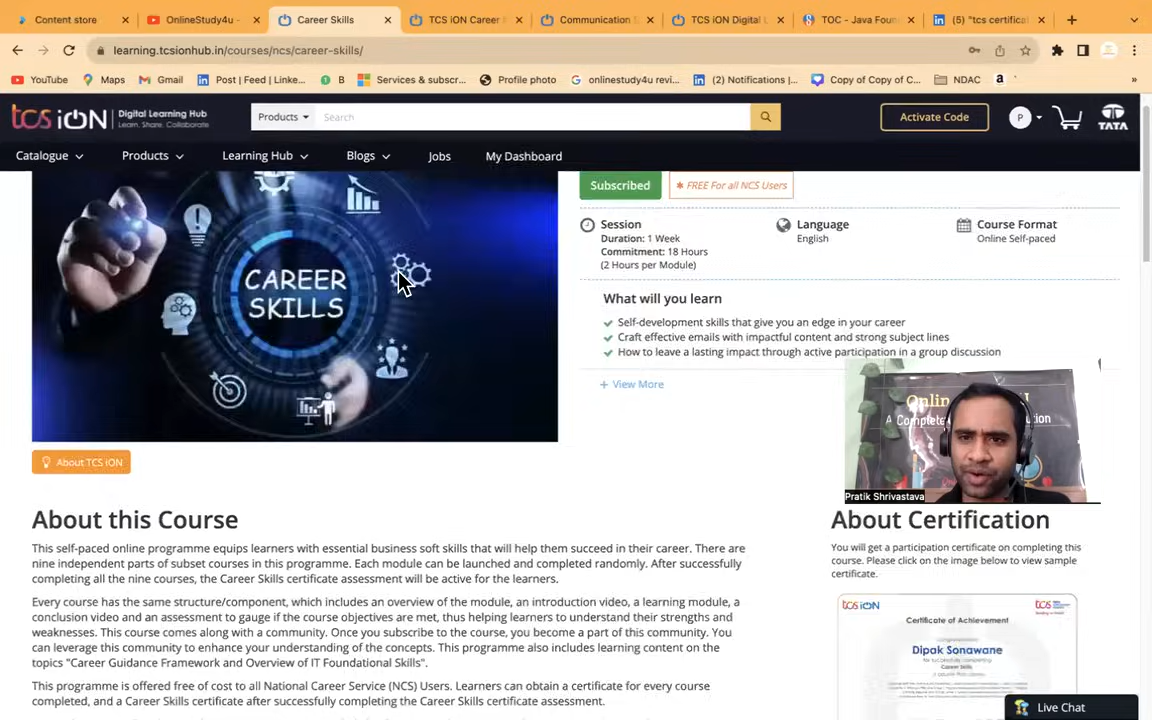 Content store
OnlineStudy4u -
Career Skills
TCS iON Career
Communication S
TCS iON Digital L
TOC - Java Foun
(5) "tcs certifica
learning.tcsionhub.in/courses/ncs/career-skills/
YouTube
Maps
Gmail
Post | Feed | Linke...
B
Services & subscr...
Profile photo
onlinestudy4u revi...
(2) Notifications |...
Copy of Copy of C...
NDAC
tcs iON
Digital Learning Hub
Learn. Share. Collaborate
Products
Search
Activate Code
P
TATA
Catalogue
Products
Learning Hub
Blogs
Jobs
My Dashboard
CAREER
SKILLS
Subscribed
✱ FREE For all NCS Users
Session
Duration: 1 Week
Commitment: 18 Hours
(2 Hours per Module)
Language
English
Course Format
Online Self-paced
What will you learn
Self-development skills that give you an edge in your career
Craft effective emails with impactful content and strong subject lines
How to leave a lasting impact through active participation in a group discussion
+ View More
Pratik Shrivastava
About TCS iON
About this Course
This self-paced online programme equips learners with essential business soft skills that will help them succeed in their career. There are
nine independent parts of subset courses in this programme. Each module can be launched and completed randomly. After successfully
completing all the nine courses, the Career Skills certificate assessment will be active for the learners.
Every course has the same structure/component, which includes an overview of the module, an introduction video, a learning module, a
conclusion video and an assessment to gauge if the course objectives are met, thus helping learners to understand their strengths and
weaknesses. This course comes along with a community. Once you subscribe to the course, you become a part of this community. You
can leverage this community to enhance your understanding of the concepts. This programme also includes learning content on the
topics "Career Guidance Framework and Overview of IT Foundational Skills".
This programme is offered free of cost to all National Career Service (NCS) Users. Learners can obtain a certificate for every course
completed, and a Career Skills certificate after successfully completing the Career Skills certificate assessment.
About Certification
You will get a participation certificate on completing this
course. Please click on the image below to view sample
certificate.
tcs iON
Certificate of Achievement
Dipak Sonawane
Career Skills
Live Chat